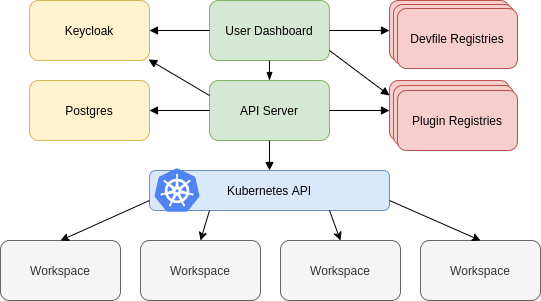 Keycloak
User Dashboard
Devfile Registries
Postgres
API Server
Plugin Registries
Kubernetes API
Workspace
Workspace
Workspace
Workspace